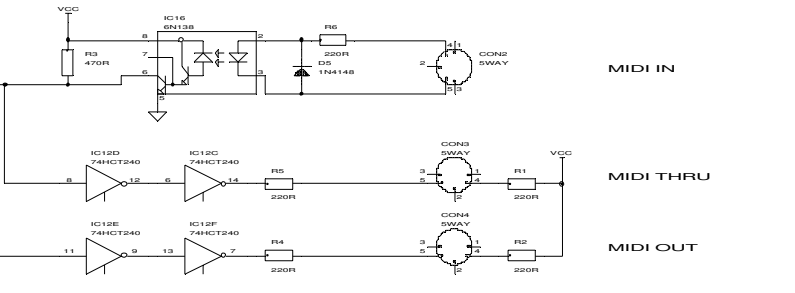 VCC
IC16
6N138
8
2
R6
R3
470R
7
220R
D5
1N4148
4 1
2
CON2
5WAY
MIDI IN
6
3
5
5 3
IC12D
74HCT240
IC12C
74HCT240
CON3
5WAY
VCC
R5
3
1
R1
MIDI THRU
8
12
6
14
5
4
220R
2
220R
IC12E
74HCT240
IC12F
74HCT240
CON4
5WAY
R4
3
1
R2
MIDI OUT
11
9
13
7
5
4
220R
2
220R